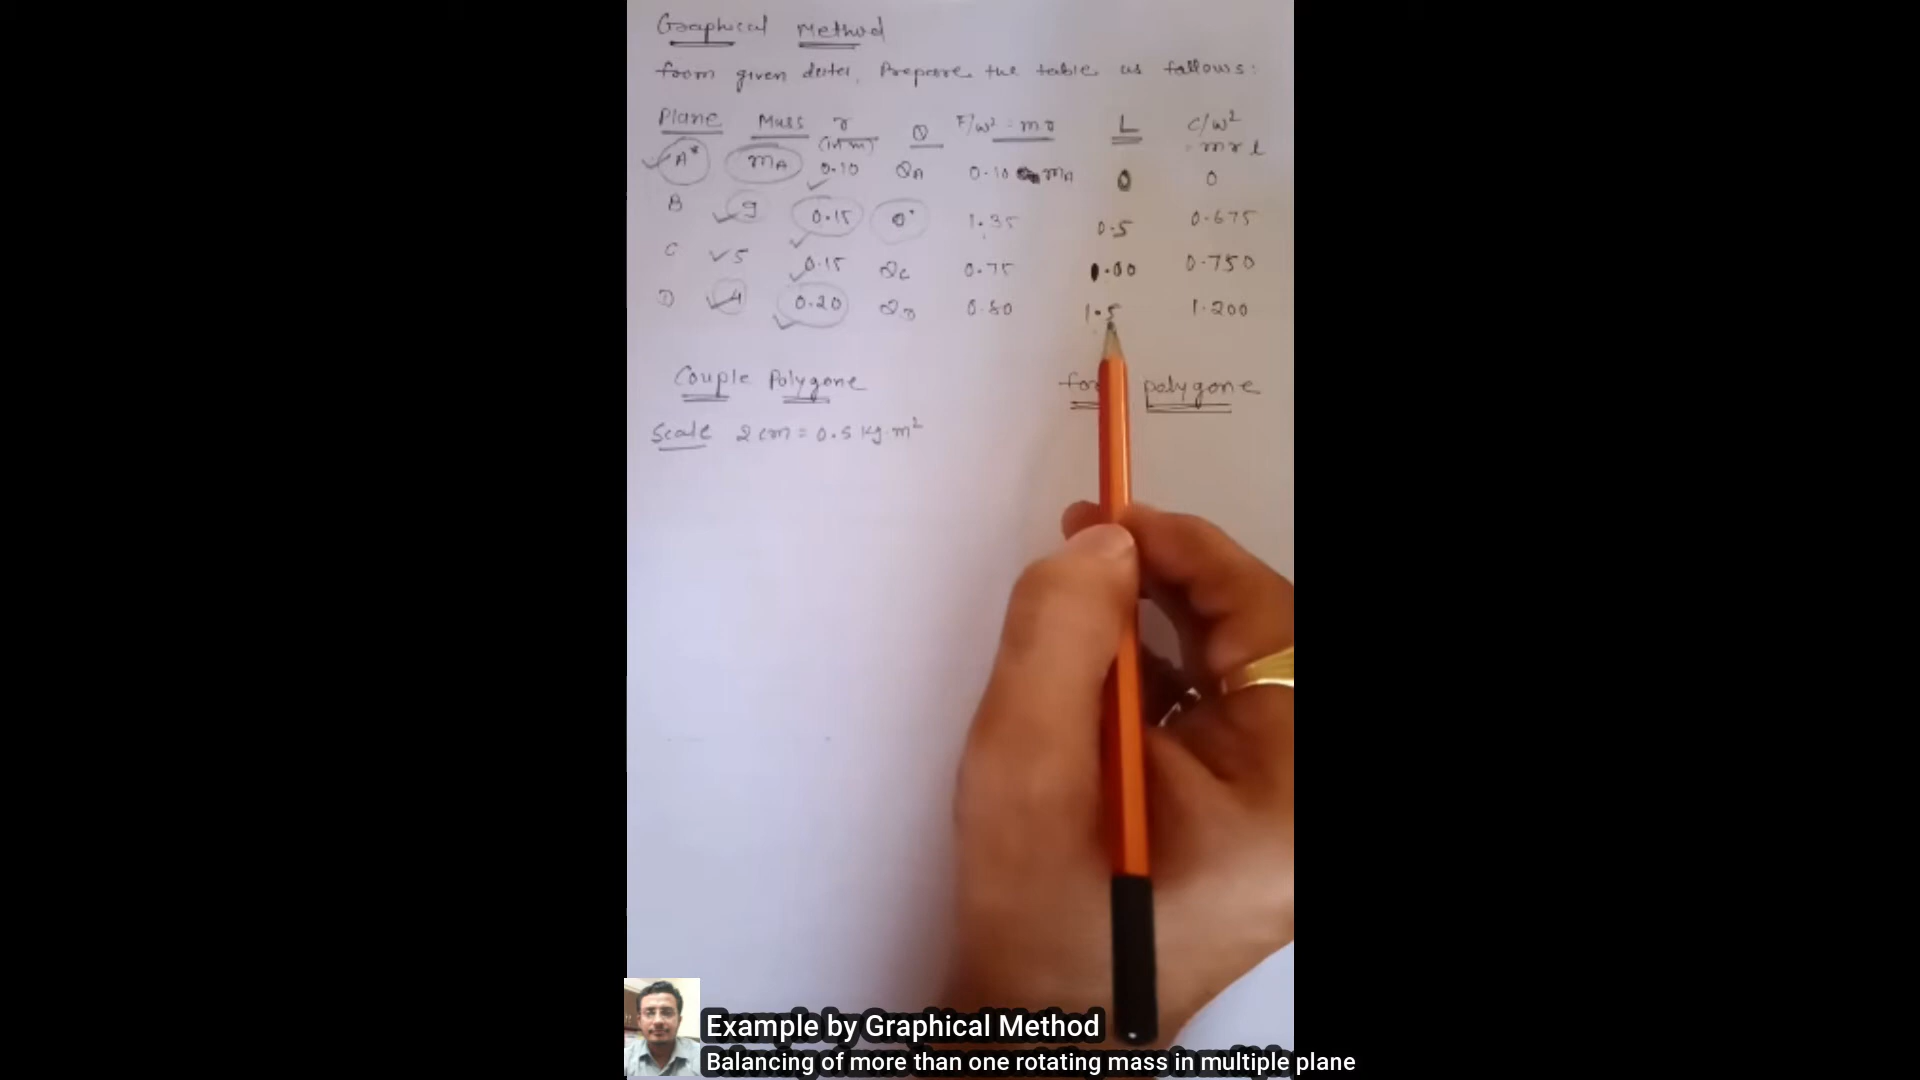 Graphical Method
from given data, Prepare the table as follows:
Plane Mass r (in m) θ F/ω² = mr L C/ω² = mrl
A* mA 0.10 θA 0.10 mA 0 0
B 9 0.15 0° 1.35 0.5 0.675
C 5 0.15 θc 0.75 1.00 0.750
D 4 0.20 θD 0.80 1.5 1.200
Couple Polygone polygone
Scale 2 cm = 0.5 kg.m²
Example by Graphical Method
Balancing of more than one rotating mass in multiple plane